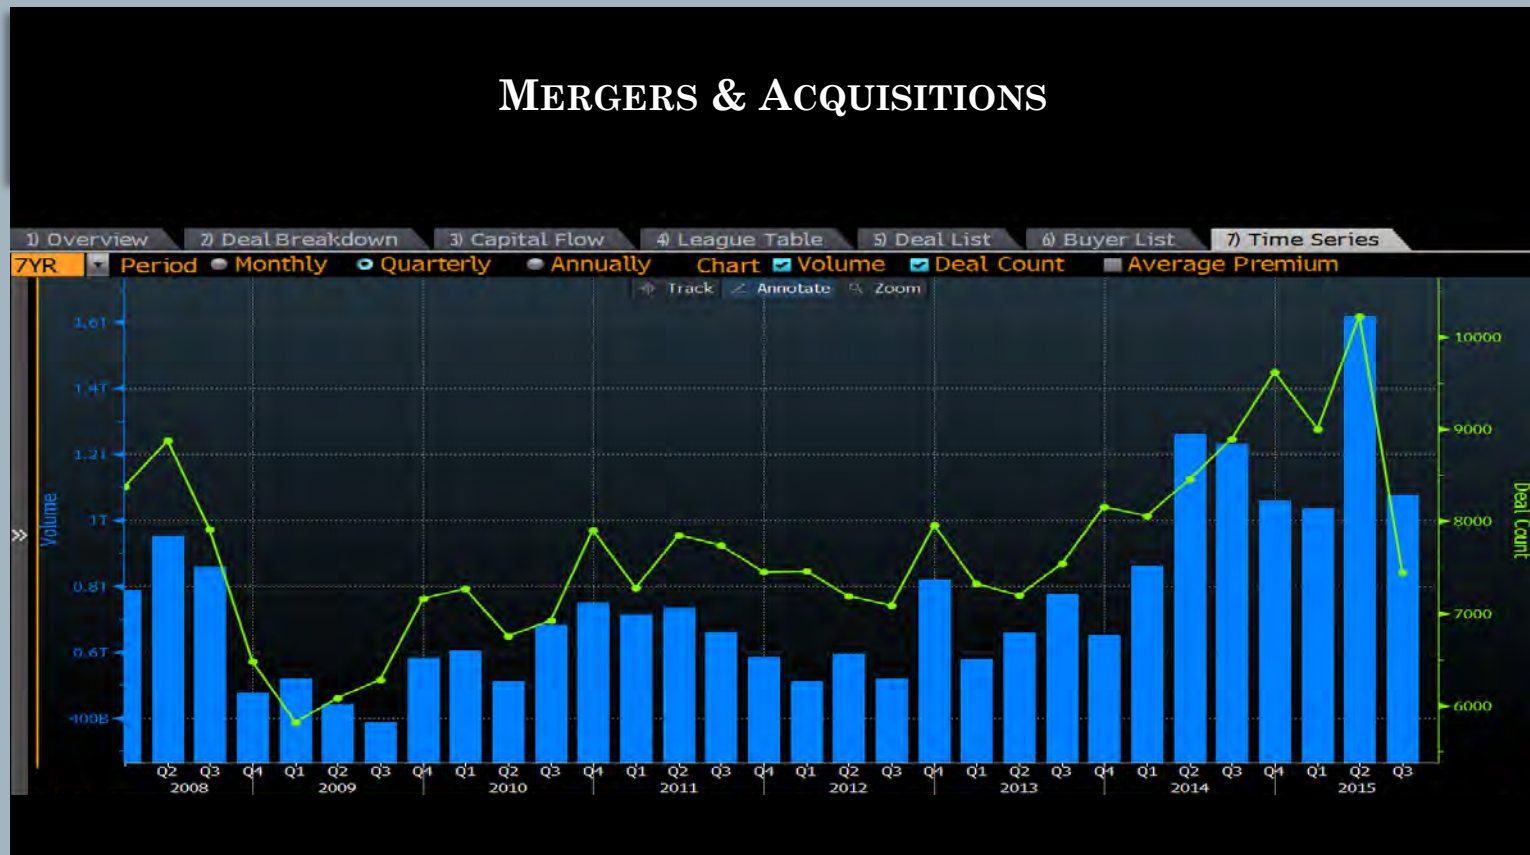 MERGERS & ACQUISITIONS
1) Overview 2) Deal Breakdown 3) Capital Flow 4) League Table 5) Deal List 6) Buyer List 7) Time Series
7YR Period Monthly Quarterly Annually Chart Volume Deal Count Average Premium
Track Annotate Zoom
1.6T
1.4T
1.2T
1T
0.8T
0.6T
400B
Volume
10000
9000
8000
7000
6000
Deal Count
Q2 Q3 Q4 Q1 Q2 Q3 Q4 Q1 Q2 Q3 Q4 Q1 Q2 Q3 Q4 Q1 Q2 Q3 Q4 Q1 Q2 Q3 Q4 Q1 Q2 Q3 Q4 Q1 Q2 Q3
2008 2009 2010 2011 2012 2013 2014 2015